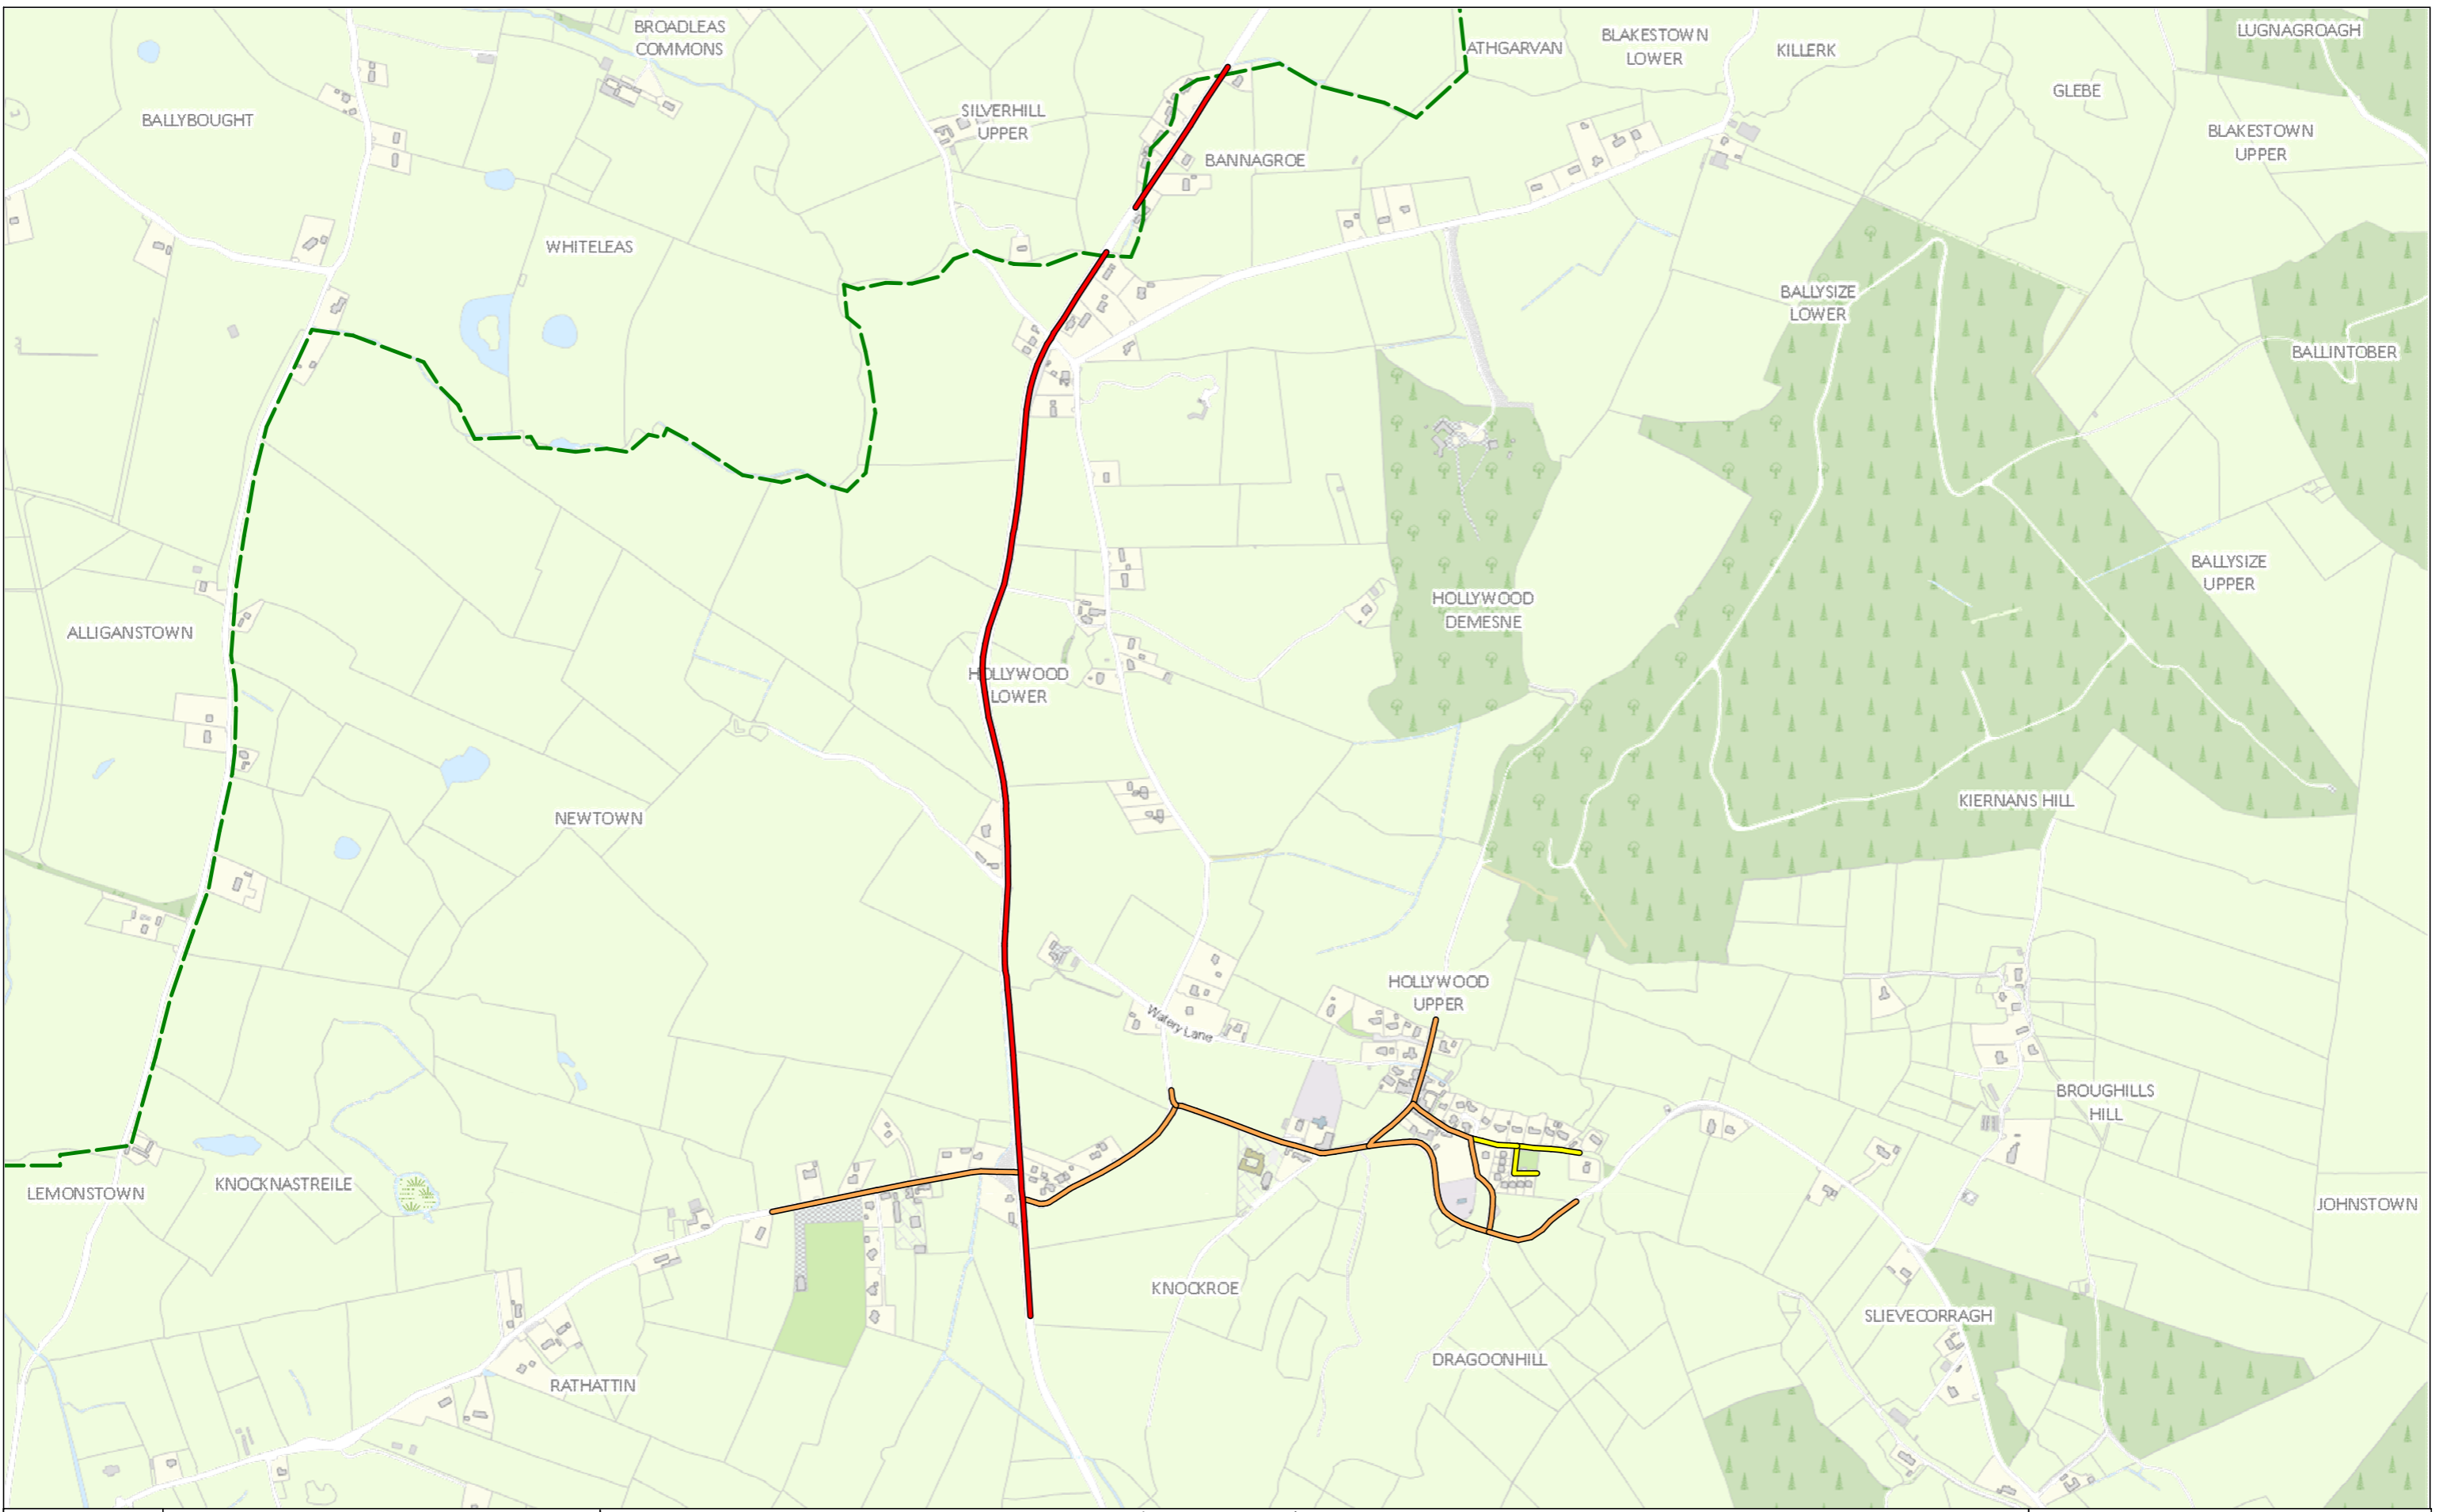 BROADLEAS
COMMONS
ATHGARVAN
BLAKESTOWN
LOWER
KILLERK
LUGNAGROAGH
GLEBE
BALLYBOUGHT
SILVERHILL
UPPER
BANNAGROE
BLAKESTOWN
UPPER
WHITELEAS
BALLYSIZE
LOWER
BALLINTOBER
BALLYSIZE
UPPER
HOLLYWOOD
DEMESNE
ALLIGANSTOWN
HOLLYWOOD
LOWER
KIERNANS HILL
NEWTOWN
HOLLYWOOD
UPPER
Watery Lane
BROUGHILLS
HILL
KNOCKNASTREILE
LEMONSTOWN
JOHNSTOWN
KNOCKROE
SLIEVECORRAGH
DRAGOONHILL
RATHATTIN